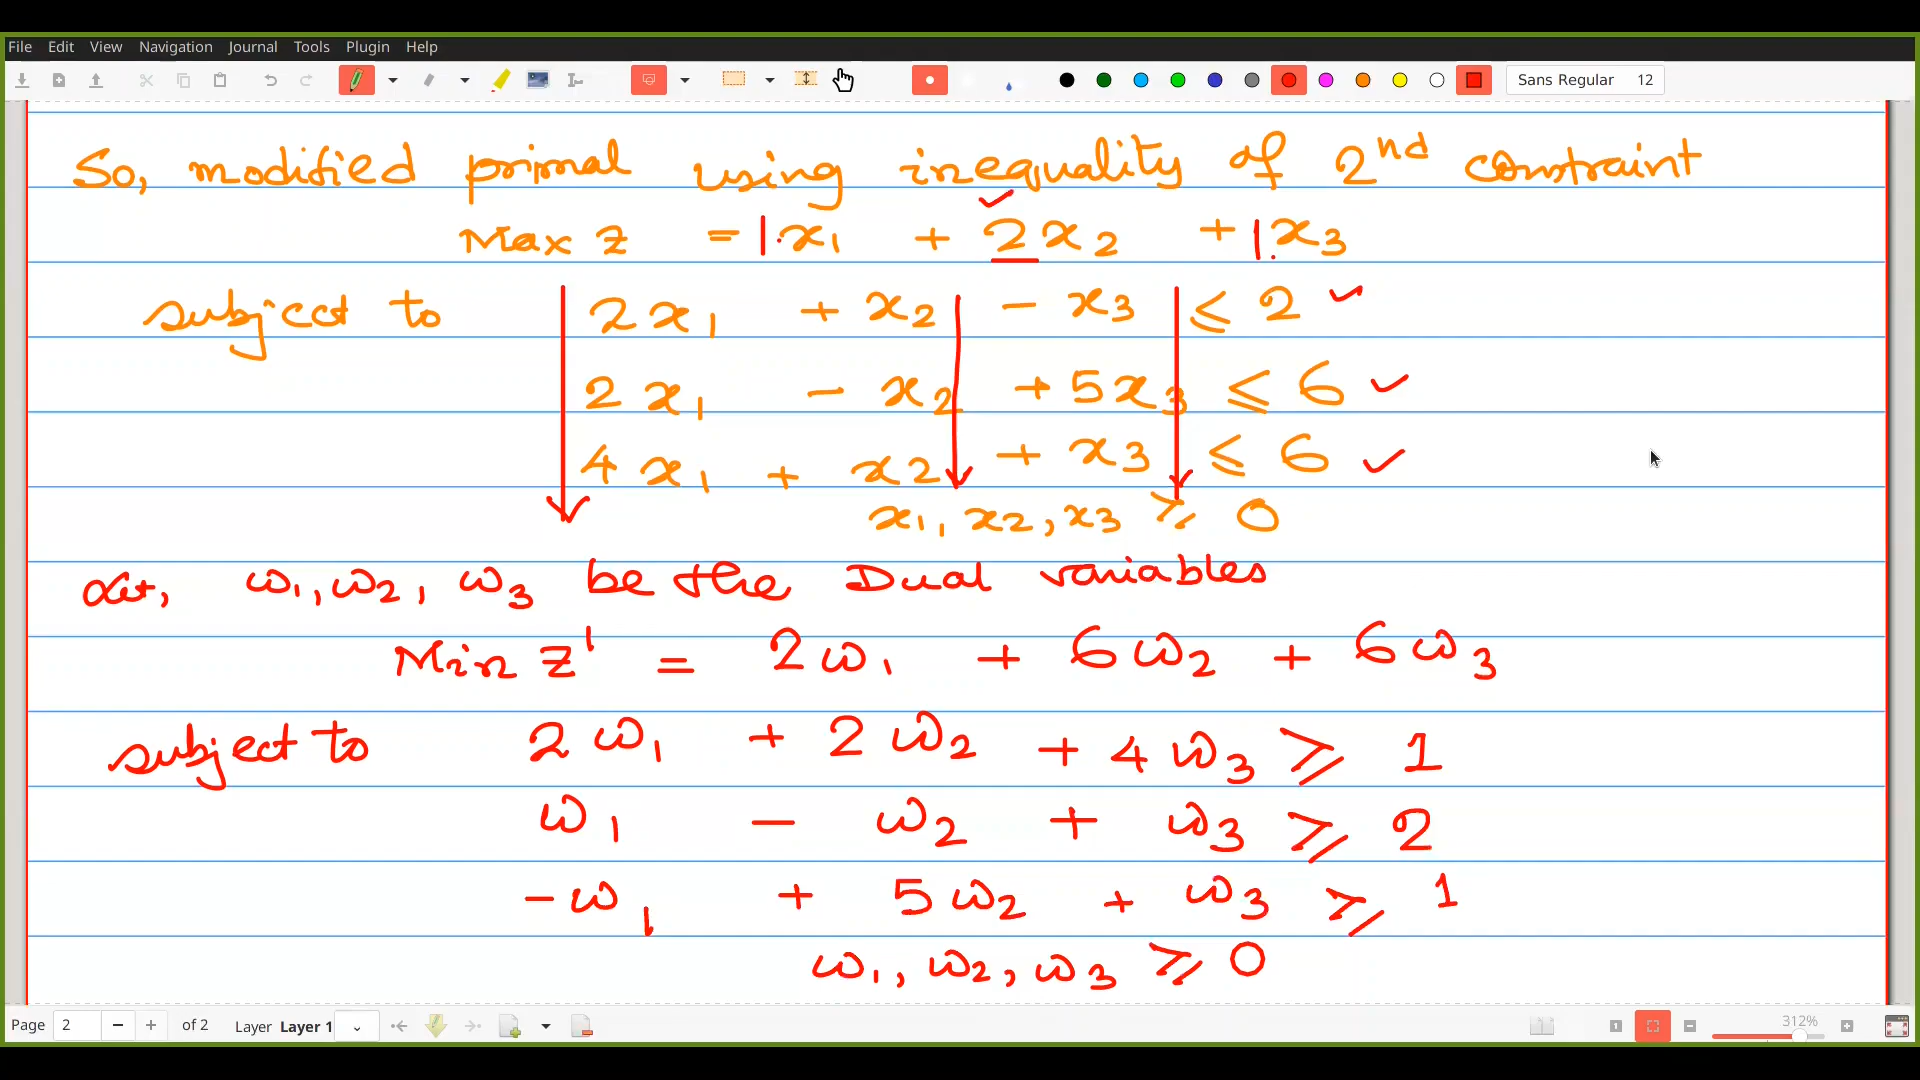 File Edit View Navigation Journal Tools Plugin Help
Sans Regular 12
So, modified primal using inequality of 2nd constraint
Max Z = 1.x1 + 2x2 + 1.x3
subject to 2x1 + x2 - x3 ≤ 2
2x1 - x2 + 5x3 ≤ 6
4x1 + x2 + x3 ≤ 6
x1, x2, x3 ≥ 0
Let, ω1, ω2, ω3 be the Dual variables
Min Z' = 2ω1 + 6ω2 + 6ω3
subject to 2ω1 + 2ω2 + 4ω3 ≥ 1
ω1 - ω2 + ω3 ≥ 2
-ω1 + 5ω2 + ω3 ≥ 1
ω1, ω2, ω3 ≥ 0
Page 2 of 2 Layer Layer 1 312%